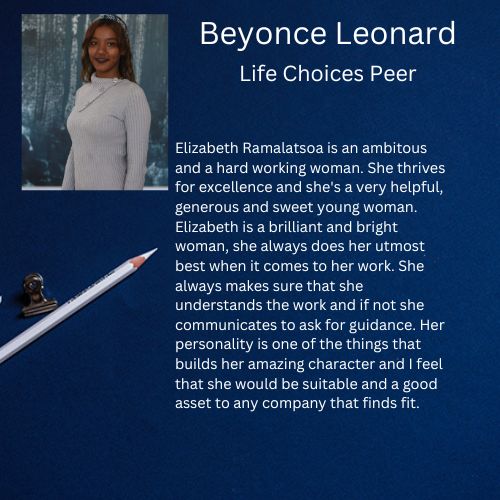 Beyonce Leonard
Life Choices Peer
Elizabeth Ramalatsoa is an ambitous
and a hard working woman. She thrives
for excellence and she's a very helpful,
generous and sweet young woman.
Elizabeth is a brilliant and bright
woman, she always does her utmost
best when it comes to her work. She
always makes sure that she
understands the work and if not she
communicates to ask for guidance. Her
personality is one of the things that
builds her amazing character and I feel
that she would be suitable and a good
asset to any company that finds fit.